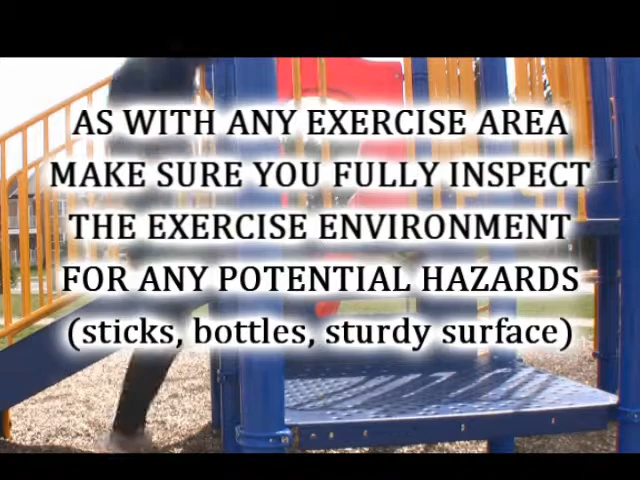 AS WITH ANY EXERCISE AREA
MAKE SURE YOU FULLY INSPECT
THE EXERCISE ENVIRONMENT
FOR ANY POTENTIAL HAZARDS
(sticks, bottles, sturdy surface)